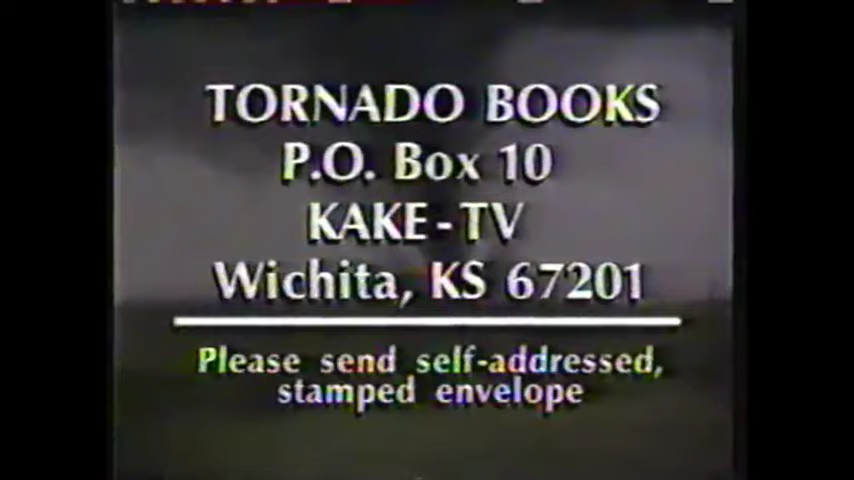 TORNADO BOOKS
P.O. Box 10
KAKE-TV
Wichita, KS 67201
Please send self-addressed,
stamped envelope